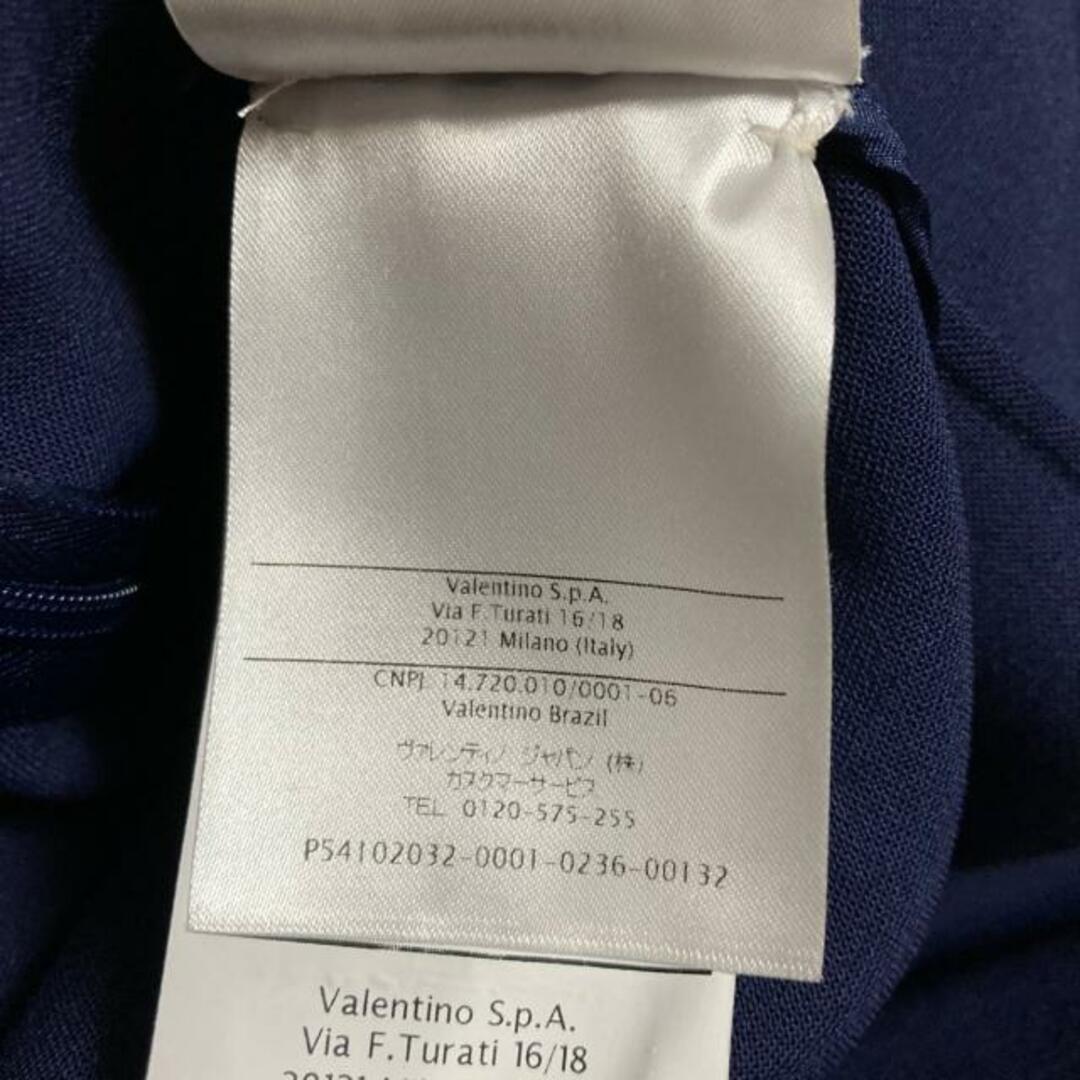 Valentino S.p.A.
Via F.Turati 16/18
20121 Milano (Italy)
CNPJ 14.720.010/0001-06
Valentino Brazil
ヴァレンティノ ジャパン (株)
カスタマーサービス
TEL 0120-575-255
P54102032-0001-0236-00132
Valentino S.p.A.
Via F.Turati 16/18